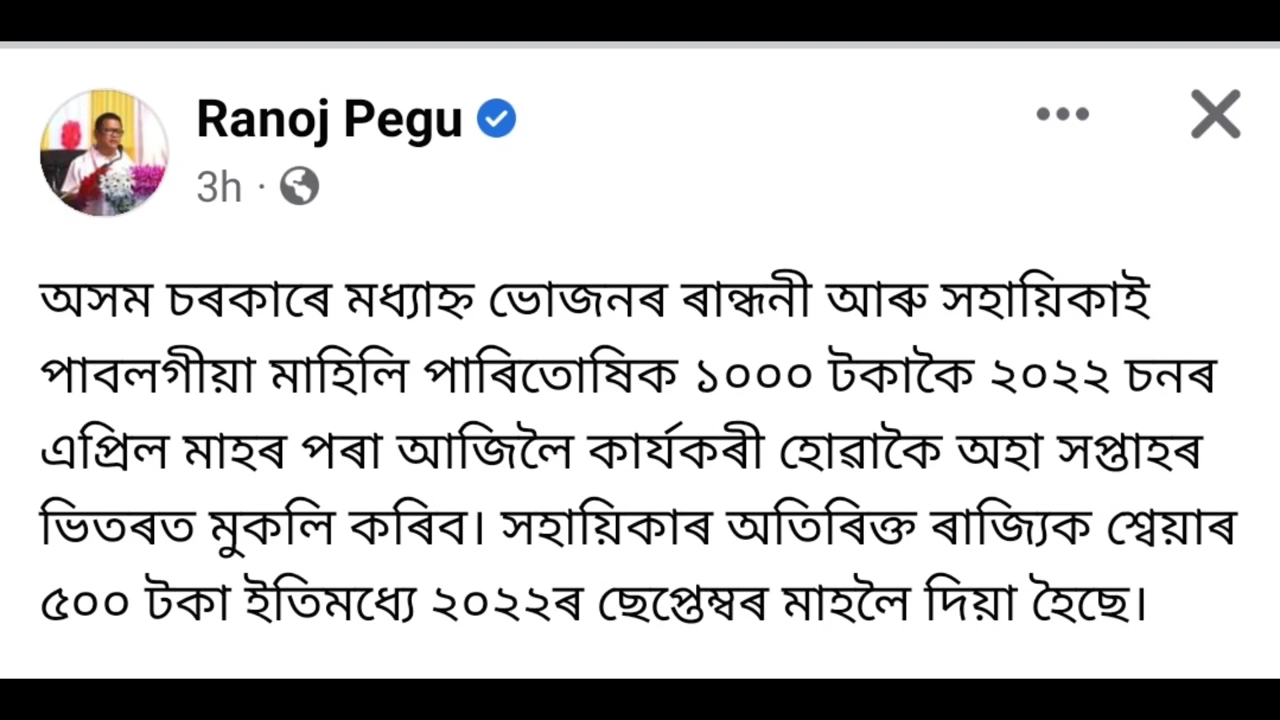 Ranoj Pegu
3h ·
অসম চৰকাৰে মধ্যাহ্ন ভোজনৰ ৰান্ধনী আৰু সহায়িকাই
পাবলগীয়া মাহিলি পাৰিতোষিক ১০০০ টকাকৈ ২০২২ চনৰ
এপ্ৰিল মাহৰ পৰা আজিলৈ কাৰ্যকৰী হোৱাকৈ অহা সপ্তাহৰ
ভিতৰত মুকলি কৰিব। সহায়িকাৰ অতিৰিক্ত ৰাজ্যিক শ্বেয়াৰ
৫০০ টকা ইতিমধ্যে ২০২২ৰ ছেপ্তেম্বৰ মাহলৈ দিয়া হৈছে।